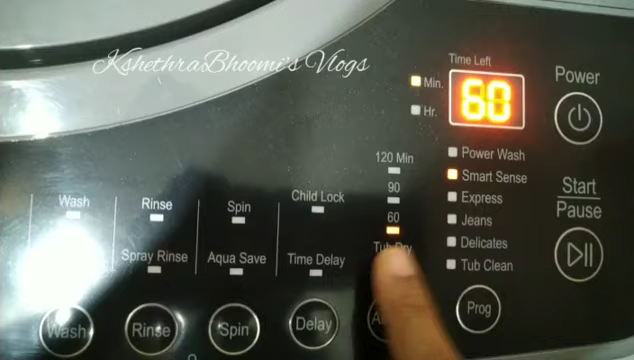 KshethraBhoomi's Vlogs
Time Left
Min.
Hr.
60
Power
120 Min
90
60
Tub Dry
Power Wash
Smart Sense
Express
Jeans
Delicates
Tub Clean
Start
Pause
Wash
Rinse
Spin
Child Lock
Spray Rinse
Aqua Save
Time Delay
Wash
Rinse
Spin
Delay
Prog